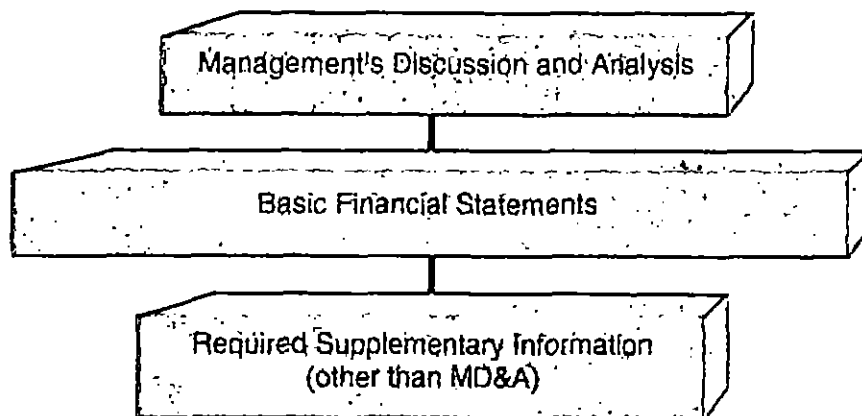 Management's Discussion and Analysis
Basic Financial Statements
Required Supplementary Information
(other than MD&A)